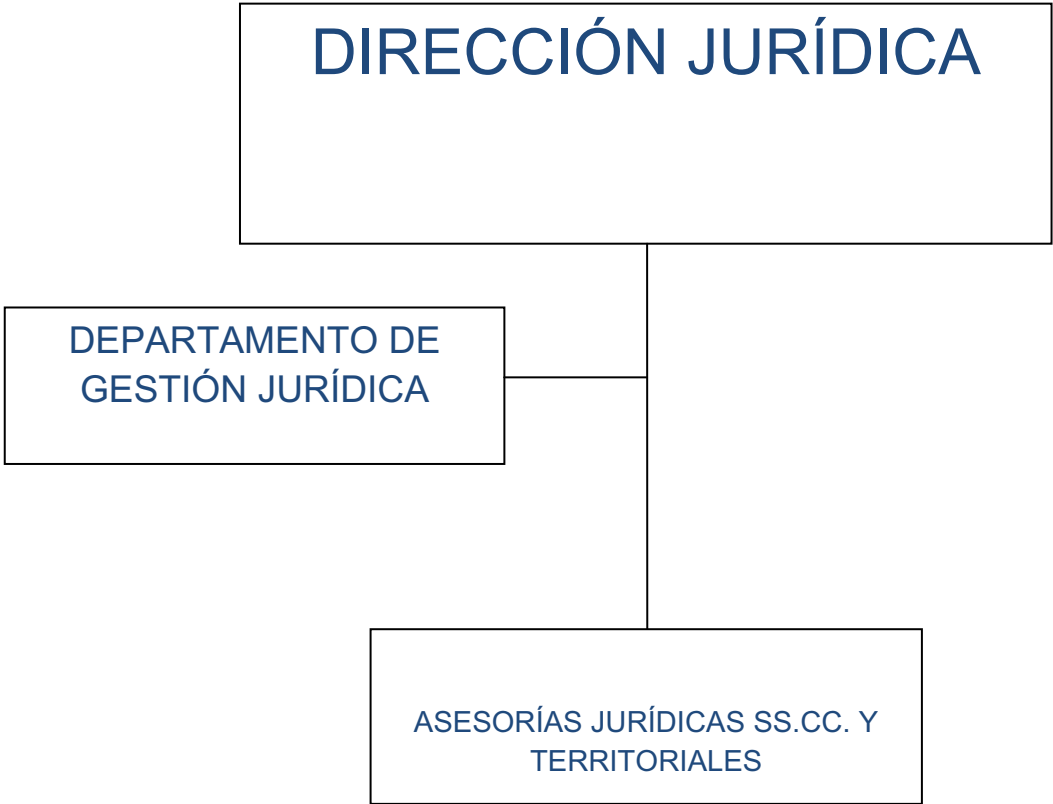 DIRECCIÓN JURÍDICA
DEPARTAMENTO DE
GESTIÓN JURÍDICA
ASESORÍAS JURÍDICAS SS.CC. Y
TERRITORIALES